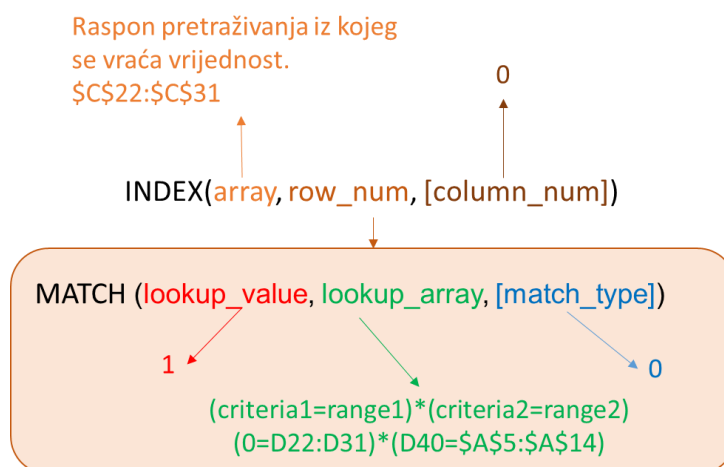 Raspon pretraživanja iz kojeg
se vraća vrijednost.
$C$22:$C$31
0
INDEX(array, row_num, [column_num])
MATCH (lookup_value, lookup_array, [match_type])
1
0
(criteria1=range1)*(criteria2=range2)
(0=D22:D31)*(D40=$A$5:$A$14)